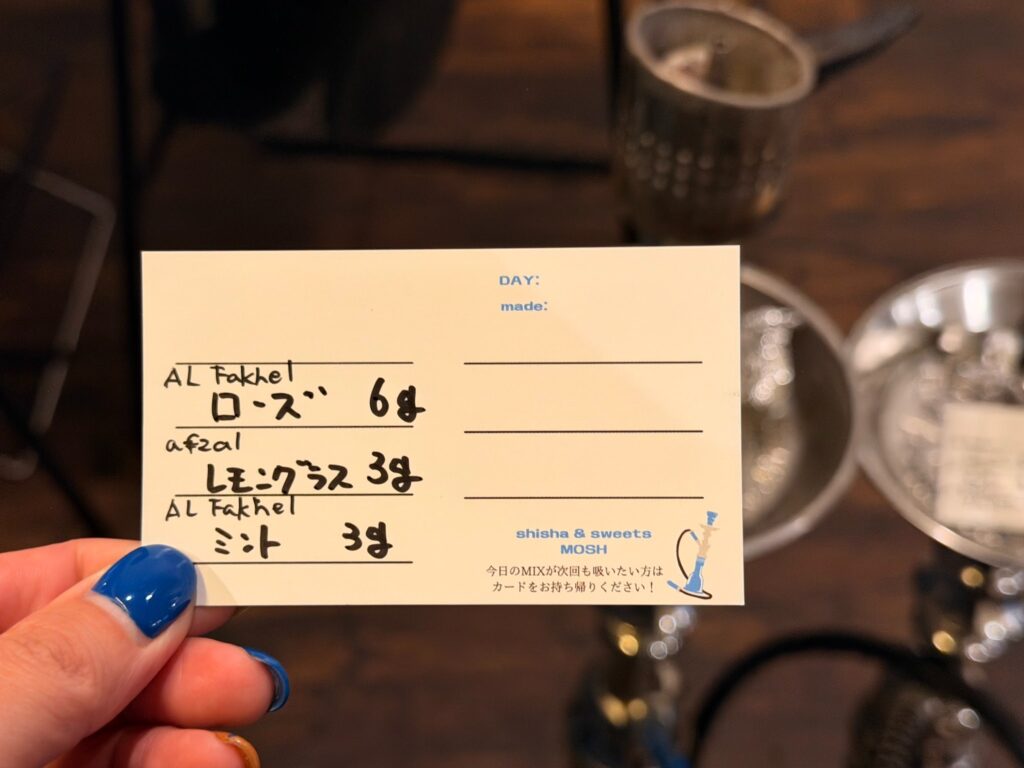 DAY:
made:
AL Fakhel
ローズ 6g
afzal
レモングラス 3g
AL Fakhel
ミント 3g
shisha & sweets
MOSH
今日のMIXが次回も吸いたい方は
カードをお持ち帰りください！